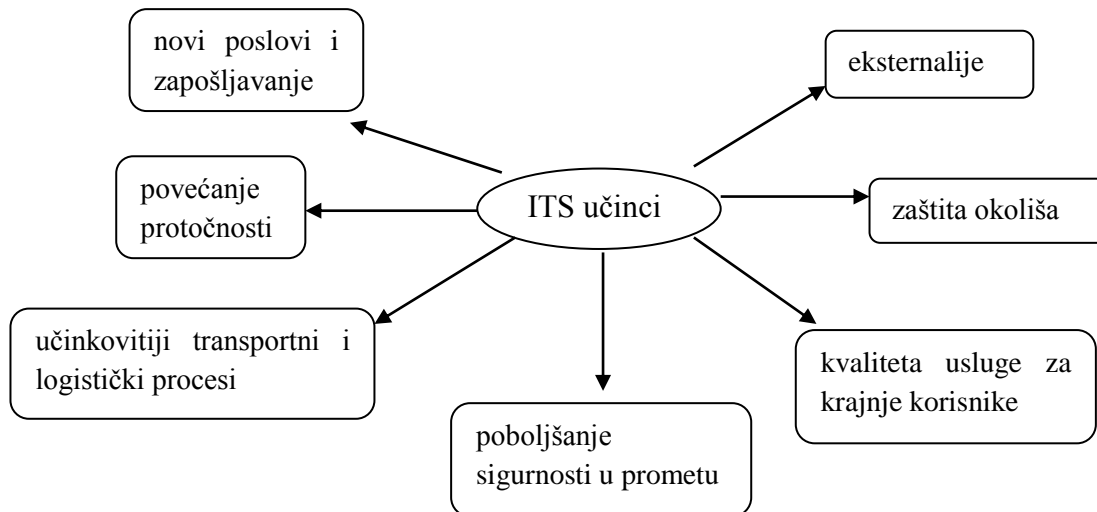 novi poslovi i
zapošljavanje
eksternalije
povećanje
protočnosti
ITS učinci
zaštita okoliša
učinkovitiji transportni i
logistički procesi
kvaliteta usluge za
krajnje korisnike
poboljšanje
sigurnosti u prometu